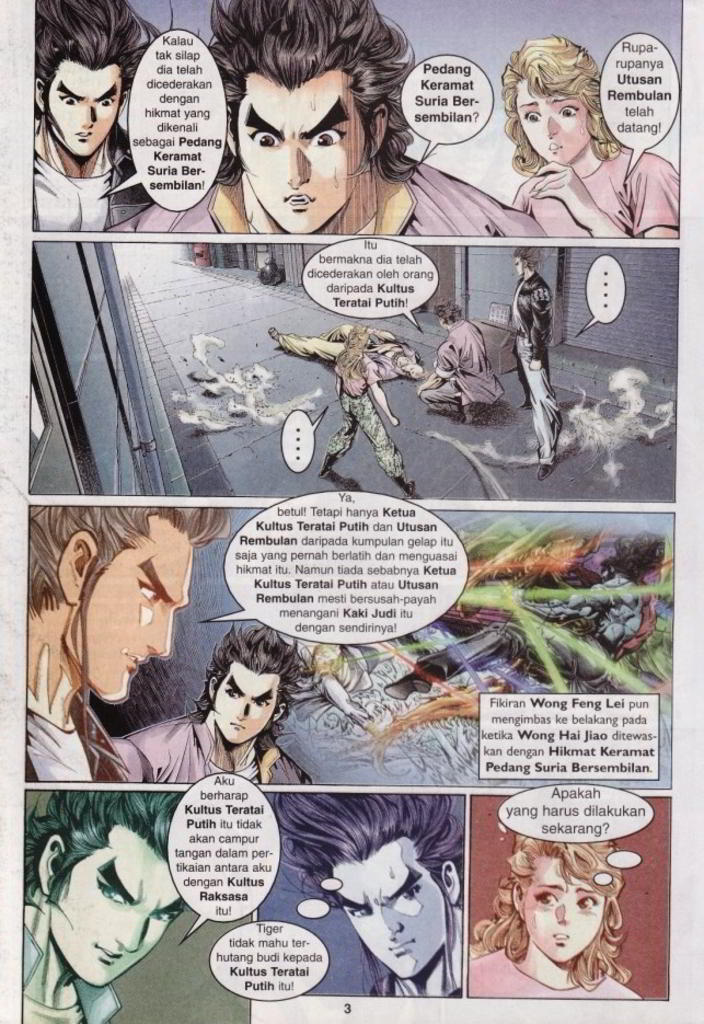 Kalau
tak silap
dia telah
dicederakan
dengan
hikmat yang
dikenali
sebagai Pedang
Keramat
Suria Ber-
sembilan!
Pedang
Keramat
Suria Ber-
sembilan?
Rupa-
rupanya
Utusan
Rembulan
telah
datang!
Itu
bermakna dia telah
dicederakan oleh orang
daripada Kultus
Teratai Putih!
....
....
Ya,
betul! Tetapi hanya Ketua
Kultus Teratai Putih dan Utusan
Rembulan daripada kumpulan gelap itu
saja yang pernah berlatih dan menguasai
hikmat itu. Namun tiada sebabnya Ketua
Kultus Teratai Putih atau Utusan
Rembulan mesti bersusah-payah
menangani Kaki Judi itu
dengan sendirinya!
Fikiran Wong Feng Lei pun
mengimbas ke belakang pada
ketika Wong Hai Jiao ditewas-
kan dengan Hikmat Keramat
Pedang Suria Bersembilan.
Aku
berharap
Kultus Teratai
Putih itu tidak
akan campur
tangan dalam per-
tikaian antara aku
dengan Kultus
Raksasa
itu!
Tiger
tidak mahu ter-
hutang budi kepada
Kultus Teratai
Putih itu!
Apakah
yang harus dilakukan
sekarang?
3